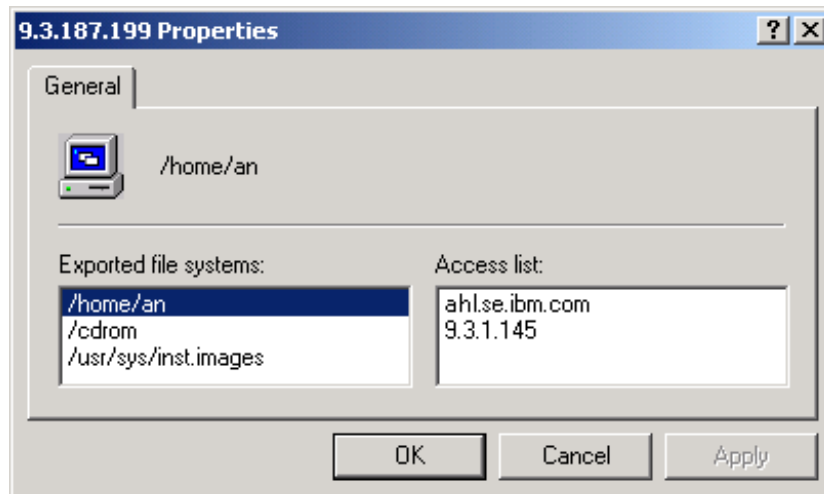 9.3.187.199 Properties
General
/home/an
Exported file systems:
/home/an
/cdrom
/usr/sys/inst.images
Access list:
ahl.se.ibm.com
9.3.1.145
OK
Cancel
Apply